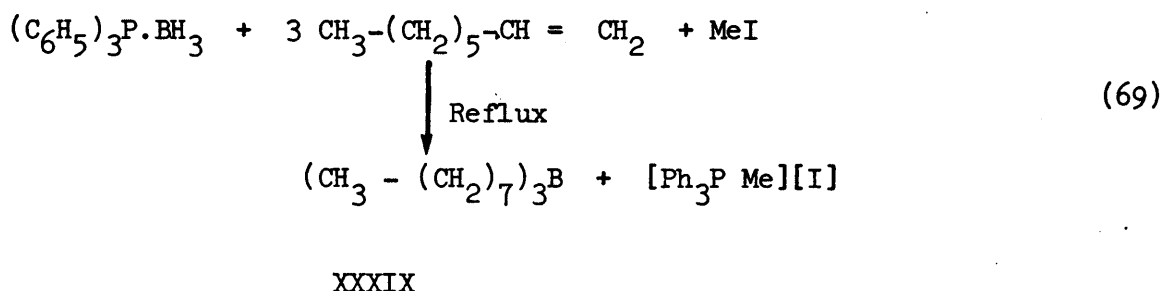 (C₆H₅)₃P.BH₃ + 3 CH₃-(CH₂)₅-CH = CH₂ + MeI
(69)
Reflux
(CH₃ - (CH₂)₇)₃B + [Ph₃P Me][I]
XXXIX